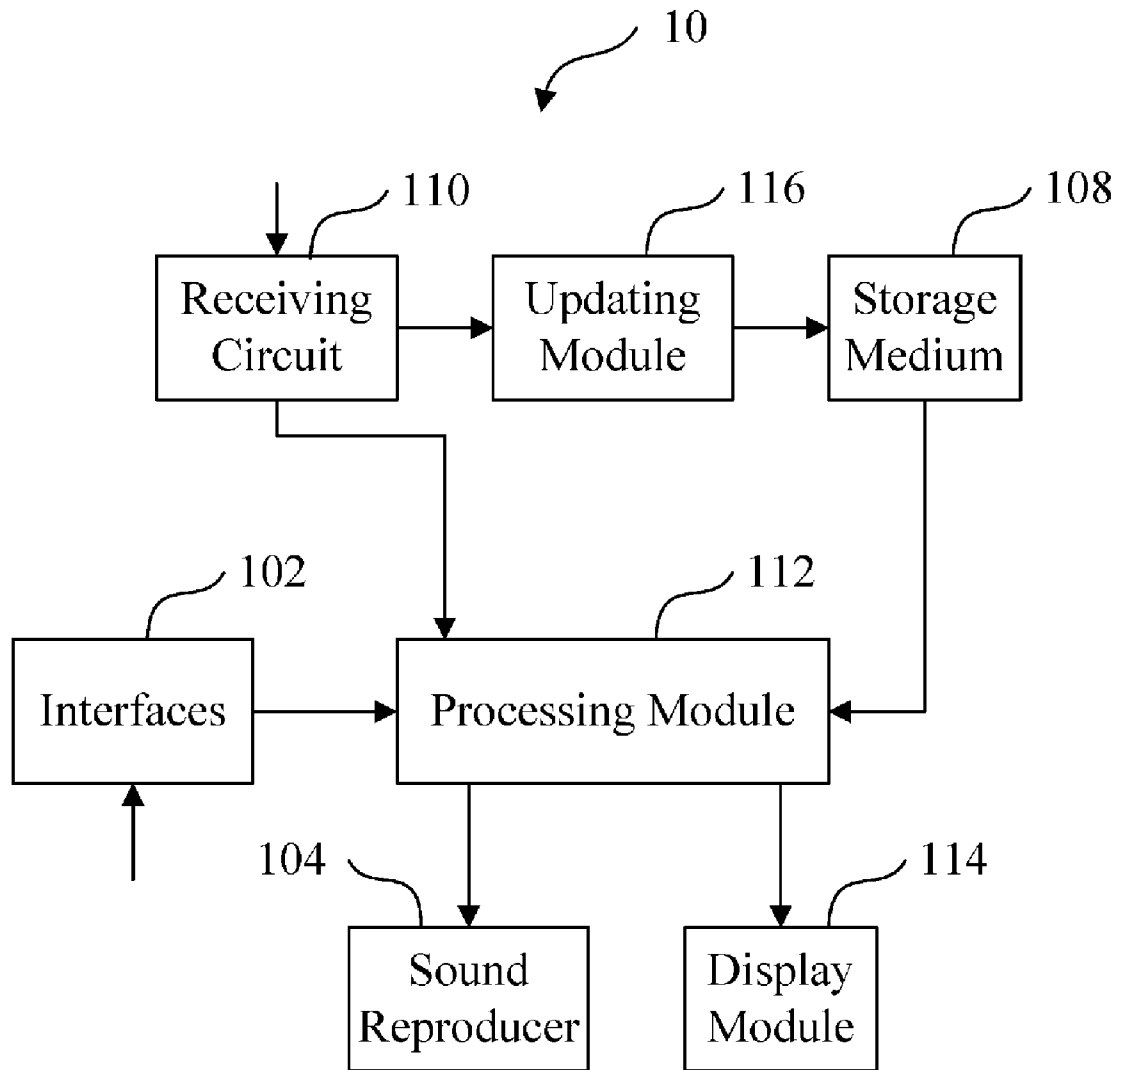 10
110
116
108
Receiving
Circuit
Updating
Module
Storage
Medium
102
112
Interfaces
Processing Module
104
114
Sound
Reproducer
Display
Module